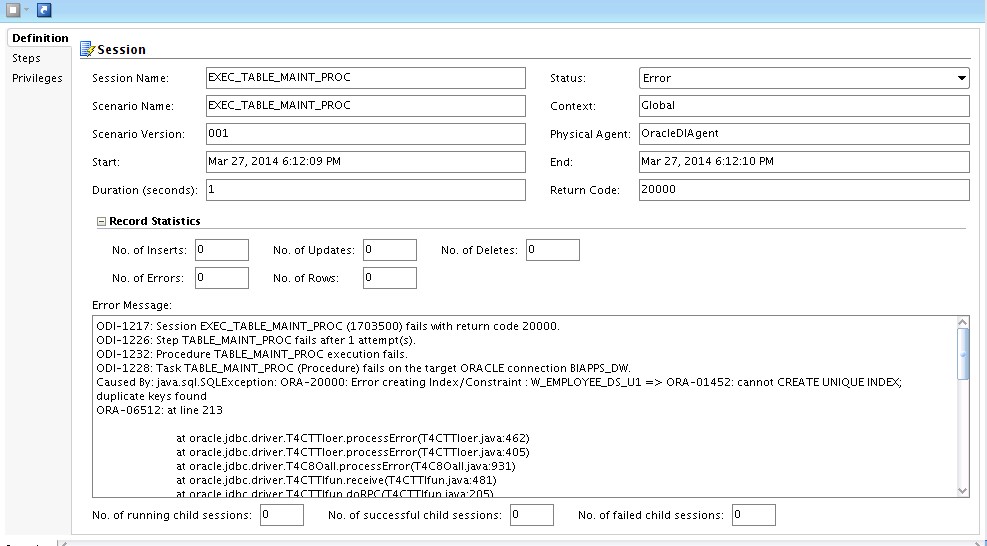 Definition
Steps
Privileges
Session
Session Name: EXEC_TABLE_MAINT_PROC Status: Error
Scenario Name: EXEC_TABLE_MAINT_PROC Context: Global
Scenario Version: 001 Physical Agent: OracleDIAgent
Start: Mar 27, 2014 6:12:09 PM End: Mar 27, 2014 6:12:10 PM
Duration (seconds): 1 Return Code: 20000
Record Statistics
No. of Inserts: 0 No. of Updates: 0 No. of Deletes: 0
No. of Errors: 0 No. of Rows: 0
Error Message:
ODI-1217: Session EXEC_TABLE_MAINT_PROC (1703500) fails with return code 20000.
ODI-1226: Step TABLE_MAINT_PROC fails after 1 attempt(s).
ODI-1232: Procedure TABLE_MAINT_PROC execution fails.
ODI-1228: Task TABLE_MAINT_PROC (Procedure) fails on the target ORACLE connection BIAPPS_DW.
Caused By: java.sql.SQLException: ORA-20000: Error creating Index/Constraint : W_EMPLOYEE_DS_U1 => ORA-01452: cannot CREATE UNIQUE INDEX;
duplicate keys found
ORA-06512: at line 213
at oracle.jdbc.driver.T4CTTIoer.processError(T4CTTIoer.java:462)
at oracle.jdbc.driver.T4CTTIoer.processError(T4CTTIoer.java:405)
at oracle.jdbc.driver.T4C8Oall.processError(T4C8Oall.java:931)
at oracle.jdbc.driver.T4CTTIfun.receive(T4CTTIfun.java:481)
at oracle.jdbc.driver.T4CTTIfun.doRPC(T4CTTIfun.java:205)
No. of running child sessions: 0 No. of successful child sessions: 0 No. of failed child sessions: 0